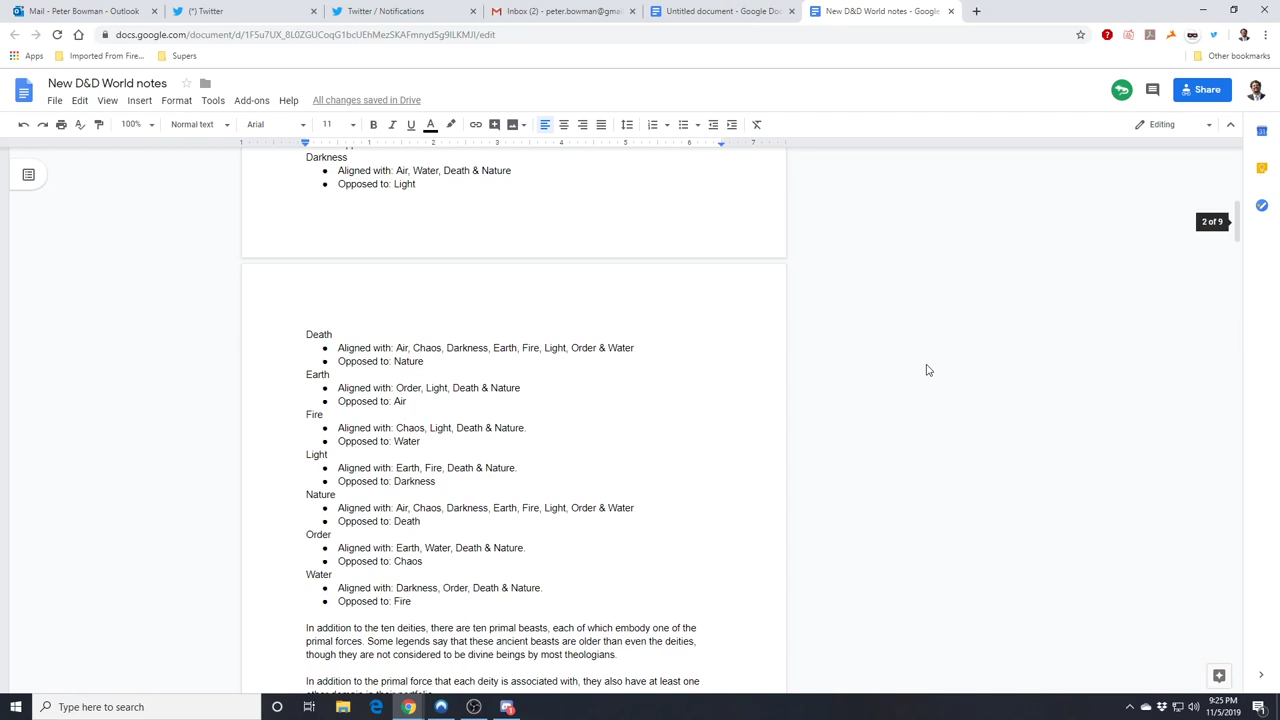 Mail - Peter Bowman - Outlook
(*) Twitter
Twitter / Notifications
Inbox (2) - peter.bowman@gmai
Untitled document - Google Doc
New D&D World notes - Google
docs.google.com/document/d/
/edit
Apps
Imported From Fire...
Supers
Other bookmarks
New D&D World notes
File Edit View Insert Format Tools Add-ons Help All changes saved in Drive
Share
100% Normal text Arial 11 B I U A Editing
1 1 2 3 4 5 6 7
Darkness
● Aligned with: Air, Water, Death & Nature
● Opposed to: Light
2 of 9
Death
● Aligned with: Air, Chaos, Darkness, Earth, Fire, Light, Order & Water
● Opposed to: Nature
Earth
● Aligned with: Order, Light, Death & Nature
● Opposed to: Air
Fire
● Aligned with: Chaos, Light, Death & Nature.
● Opposed to: Water
Light
● Aligned with: Earth, Fire, Death & Nature.
● Opposed to: Darkness
Nature
● Aligned with: Air, Chaos, Darkness, Earth, Fire, Light, Order & Water
● Opposed to: Death
Order
● Aligned with: Earth, Water, Death & Nature.
● Opposed to: Chaos
Water
● Aligned with: Darkness, Order, Death & Nature.
● Opposed to: Fire
In addition to the ten deities, there are ten primal beasts, each of which embody one of the
primal forces. Some legends say that these ancient beasts are older than even the deities,
though they are not considered to be divine beings by most theologians.
In addition to the primal force that each deity is associated with, they also have at least one
Type here to search
9:25 PM
11/5/2019